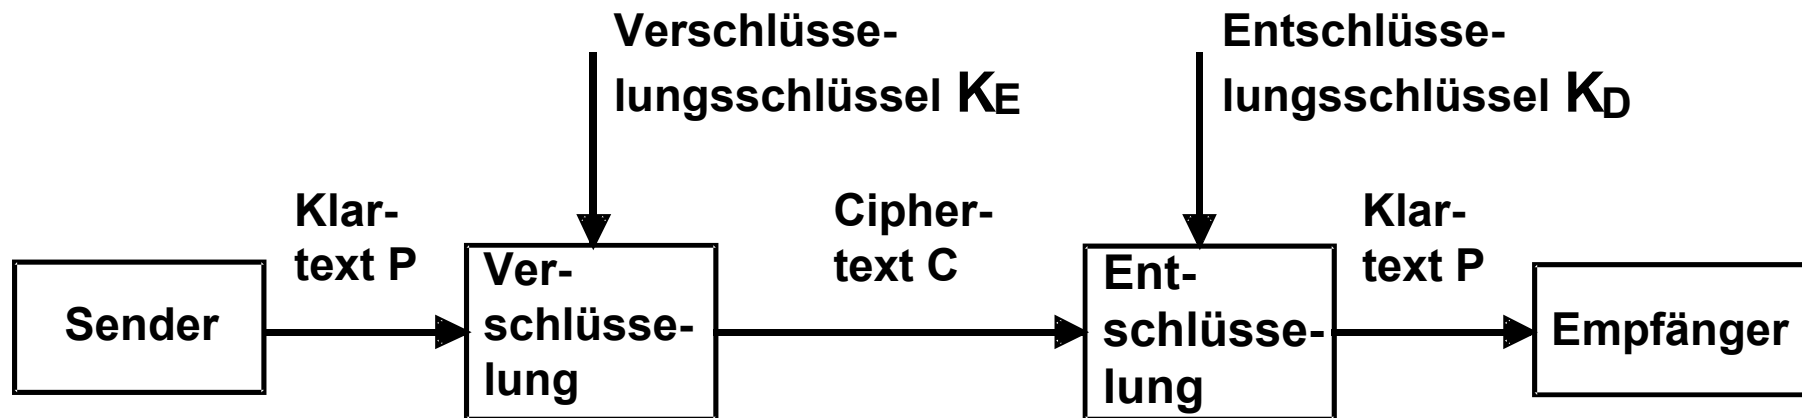 Verschlüsse-
lungsschlüssel KE
Entschlüsse-
lungsschlüssel KD
Klar-
text P
Cipher-
text C
Klar-
text P
Sender
Ver-
schlüsse-
lung
Ent-
schlüsse-
lung
Empfänger